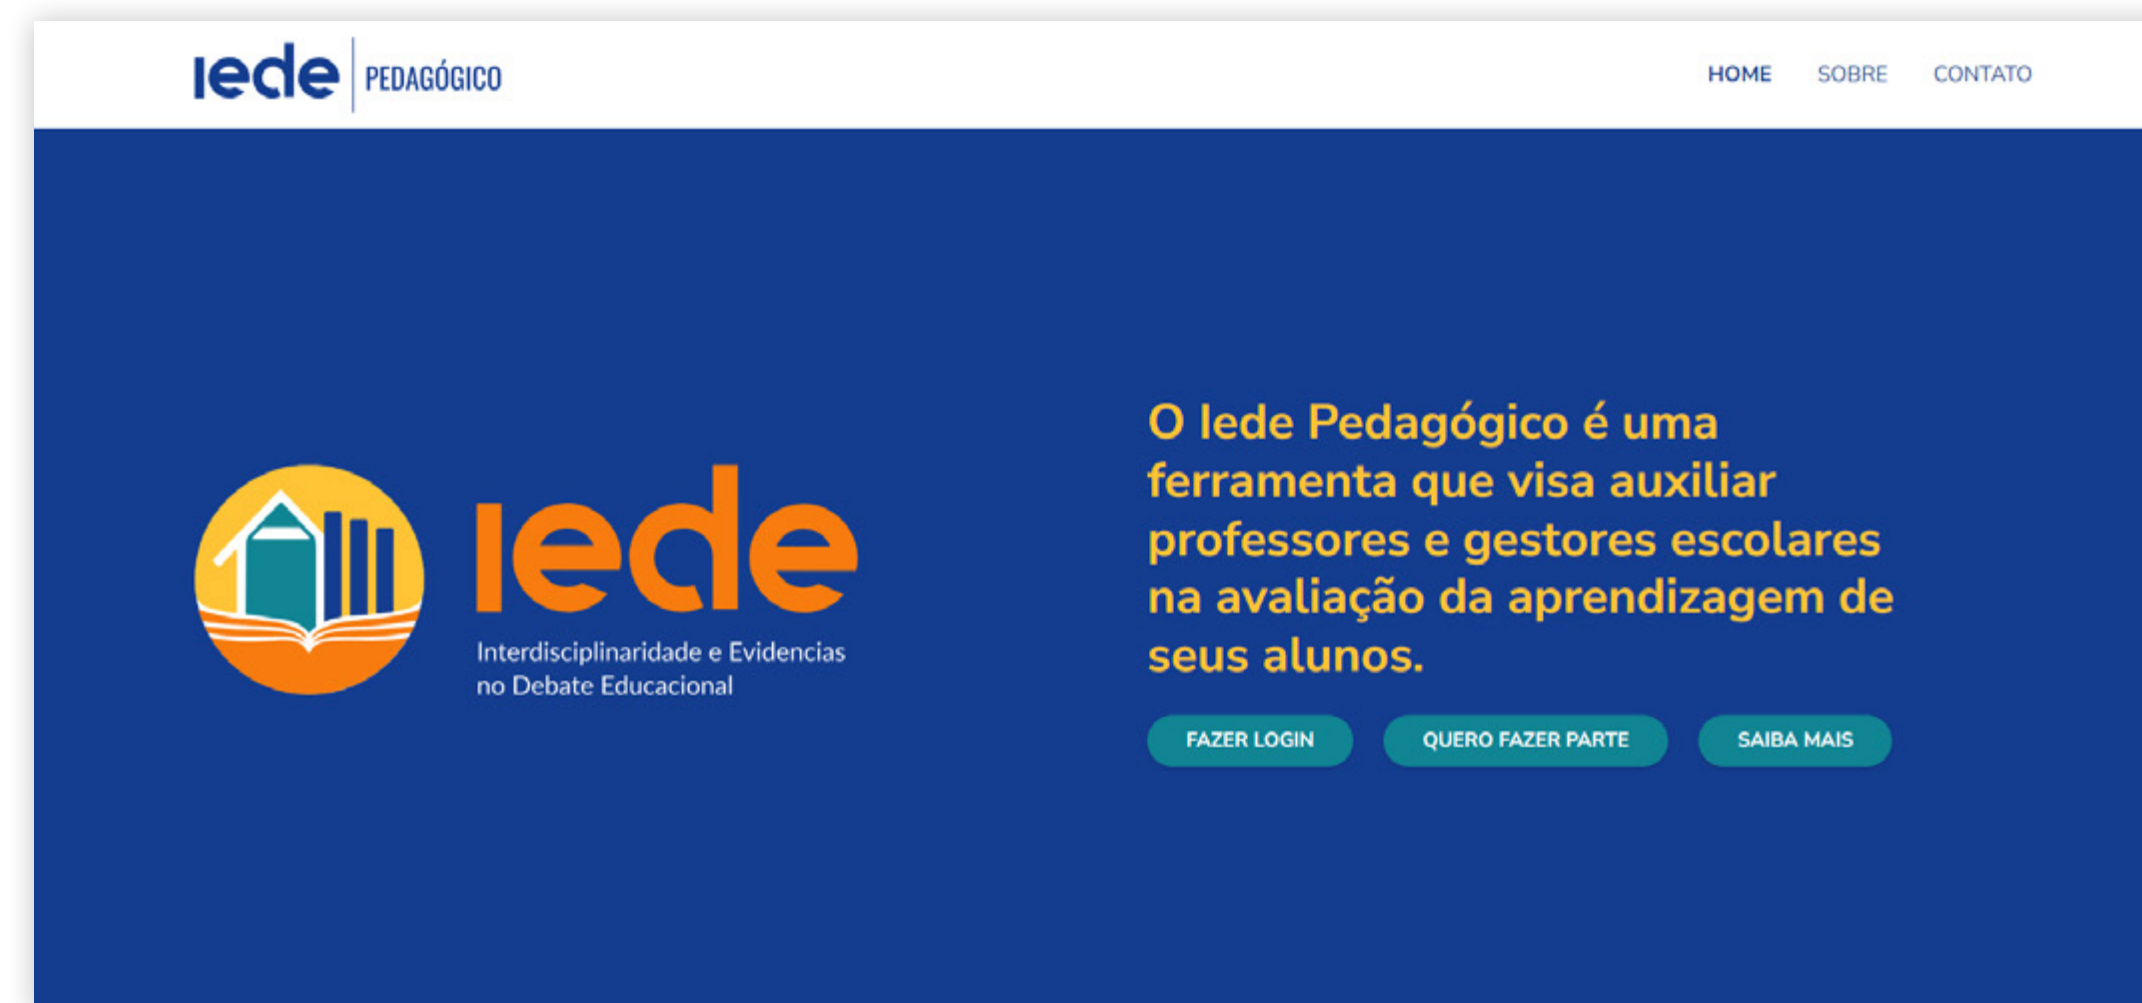 Iede PEDAGÓGICO
HOME SOBRE CONTATO
O Iede Pedagógico é uma
ferramenta que visa auxiliar
professores e gestores escolares
na avaliação da aprendizagem de
seus alunos.
Iede
Interdisciplinaridade e Evidencias
no Debate Educacional
FAZER LOGIN QUERO FAZER PARTE SAIBA MAIS